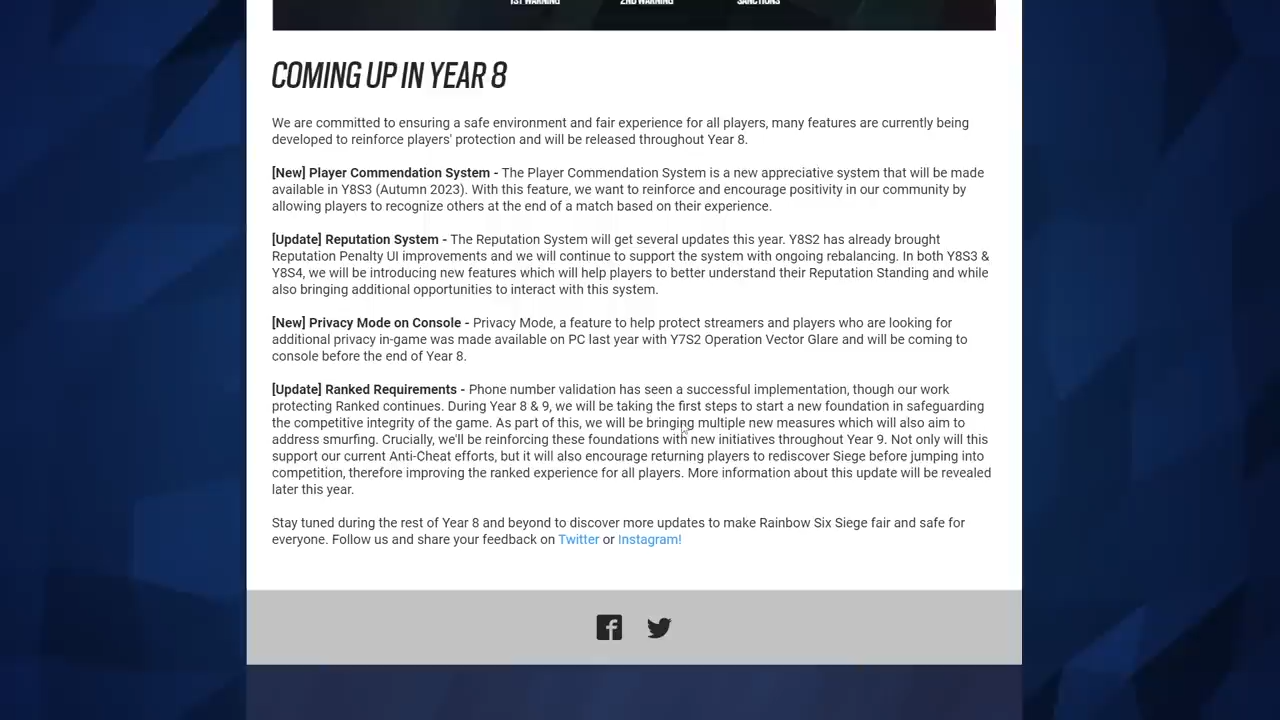 1ST WARNING 2ND WARNING SANCTIONS
COMING UP IN YEAR 8
We are committed to ensuring a safe environment and fair experience for all players, many features are currently being
developed to reinforce players' protection and will be released throughout Year 8.
[New] Player Commendation System - The Player Commendation System is a new appreciative system that will be made
available in Y8S3 (Autumn 2023). With this feature, we want to reinforce and encourage positivity in our community by
allowing players to recognize others at the end of a match based on their experience.
[Update] Reputation System - The Reputation System will get several updates this year. Y8S2 has already brought
Reputation Penalty UI improvements and we will continue to support the system with ongoing rebalancing. In both Y8S3 &
Y8S4, we will be introducing new features which will help players to better understand their Reputation Standing and while
also bringing additional opportunities to interact with this system.
[New] Privacy Mode on Console - Privacy Mode, a feature to help protect streamers and players who are looking for
additional privacy in-game was made available on PC last year with Y7S2 Operation Vector Glare and will be coming to
console before the end of Year 8.
[Update] Ranked Requirements - Phone number validation has seen a successful implementation, though our work
protecting Ranked continues. During Year 8 & 9, we will be taking the first steps to start a new foundation in safeguarding
the competitive integrity of the game. As part of this, we will be bringing multiple new measures which will also aim to
address smurfing. Crucially, we'll be reinforcing these foundations with new initiatives throughout Year 9. Not only will this
support our current Anti-Cheat efforts, but it will also encourage returning players to rediscover Siege before jumping into
competition, therefore improving the ranked experience for all players. More information about this update will be revealed
later this year.
Stay tuned during the rest of Year 8 and beyond to discover more updates to make Rainbow Six Siege fair and safe for
everyone. Follow us and share your feedback on Twitter or Instagram!